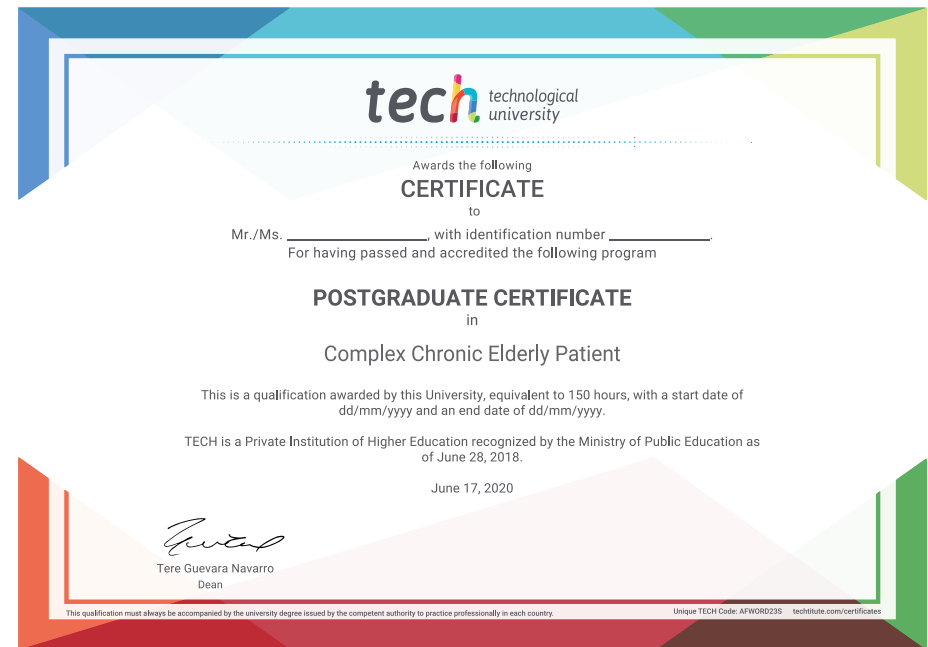 tech technological
university
Awards the following
CERTIFICATE
to
Mr./Ms. ____________________, with identification number ______________.
For having passed and accredited the following program
POSTGRADUATE CERTIFICATE
in
Complex Chronic Elderly Patient
This is a qualification awarded by this University, equivalent to 150 hours, with a start date of
dd/mm/yyyy and an end date of dd/mm/yyyy.
TECH is a Private Institution of Higher Education recognized by the Ministry of Public Education as
of June 28, 2018.
June 17, 2020
Tere Guevara Navarro
Dean
This qualification must always be accompanied by the university degree issued by the competent authority to practice professionally in each country.
Unique TECH Code: AFWORD23S techtitute.com/certificates